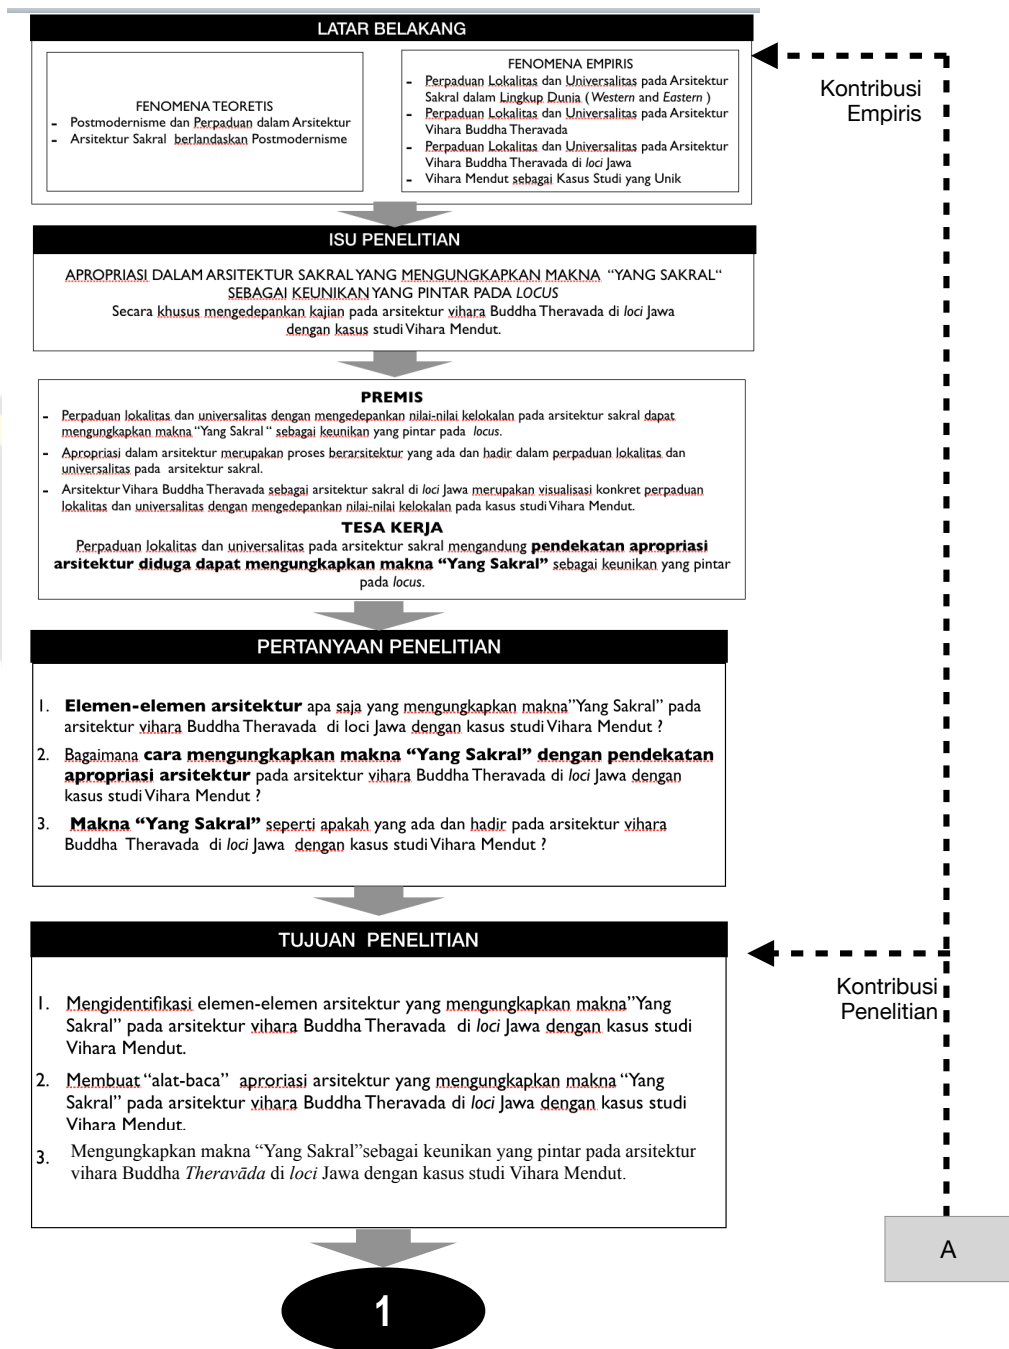 LATAR BELAKANG
FENOMENA TEORETIS
- Postmodernisme dan Perpaduan dalam Arsitektur
- Arsitektur Sakral berlandaskan Postmodernisme
FENOMENA EMPIRIS
- Perpaduan Lokalitas dan Universitas pada Arsitektur
Sakral dalam Lingkup Dunia (Western and Eastern )
- Perpaduan Lokalitas dan Universalitas pada Arsitektur
Vihara Buddha Theravada
- Perpaduan Lokalitas dan Universalitas pada Arsitektur
Vihara Buddha Theravada di loci Jawa
- Vihara Mendut sebagai Kasus Studi yang Unik
Kontribusi
Empiris
ISU PENELITIAN
APROPRIASI DALAM ARSITEKTUR SAKRAL YANG MENGUNGKAPKAN MAKNA "YANG SAKRAL"
SEBAGAI KEUNIKAN YANG PINTAR PADA LOCUS
Secara khusus mengedepankan kajian pada arsitektur vihara Buddha Theravada di loci Jawa
dengan kasus studi Vihara Mendut.
PREMIS
- Perpaduan lokalitas dan universalitas dengan mengedepankan nilai-nilai kelokalan pada arsitektur sakral dapat
mengungkapkan makna "Yang Sakral " sebagai keunikan yang pintar pada locus.
- Apropriasi dalam arsitektur merupakan proses berarsitektur yang ada dan hadir dalam perpaduan lokalitas dan
universalitas pada arsitektur sakral.
- Arsitektur Vihara Buddha Theravada sebagai arsitektur sakral di loci Jawa merupakan visualisasi konkret perpaduan
lokalitas dan universalitas dengan mengedepankan nilai-nilai kelokalan pada kasus studi Vihara Mendut.
TESA KERJA
Perpaduan lokalitas dan universalitas pada arsitektur sakral mengandung pendekatan apropriasi
arsitektur diduga dapat mengungkapkan makna "Yang Sakral" sebagai keunikan yang pintar
pada locus.
PERTANYAAN PENELITIAN
1. Elemen-elemen arsitektur apa saja yang mengungkapkan makna"Yang Sakral" pada
arsitektur vihara Buddha Theravada di loci Jawa dengan kasus studi Vihara Mendut ?
2. Bagaimana cara mengungkapkan makna "Yang Sakral" dengan pendekatan
apropriasi arsitektur pada arsitektur vihara Buddha Theravada di loci Jawa dengan
kasus studi Vihara Mendut ?
3. Makna "Yang Sakral" seperti apakah yang ada dan hadir pada arsitektur vihara
Buddha Theravada di loci Jawa dengan kasus studi Vihara Mendut ?
TUJUAN PENELITIAN
Kontribusi
Penelitian
1. Mengidentifikasi elemen-elemen arsitektur yang mengungkapkan makna"Yang
Sakral" pada arsitektur vihara Buddha Theravada di loci Jawa dengan kasus studi
Vihara Mendut.
2. Membuat "alat-baca" aproriasi arsitektur yang mengungkapkan makna "Yang
Sakral" pada arsitektur vihara Buddha Theravada di loci Jawa dengan kasus studi
Vihara Mendut.
3. Mengungkapkan makna "Yang Sakral"sebagai keunikan yang pintar pada arsitektur
vihara Buddha Theravāda di loci Jawa dengan kasus studi Vihara Mendut.
A
1